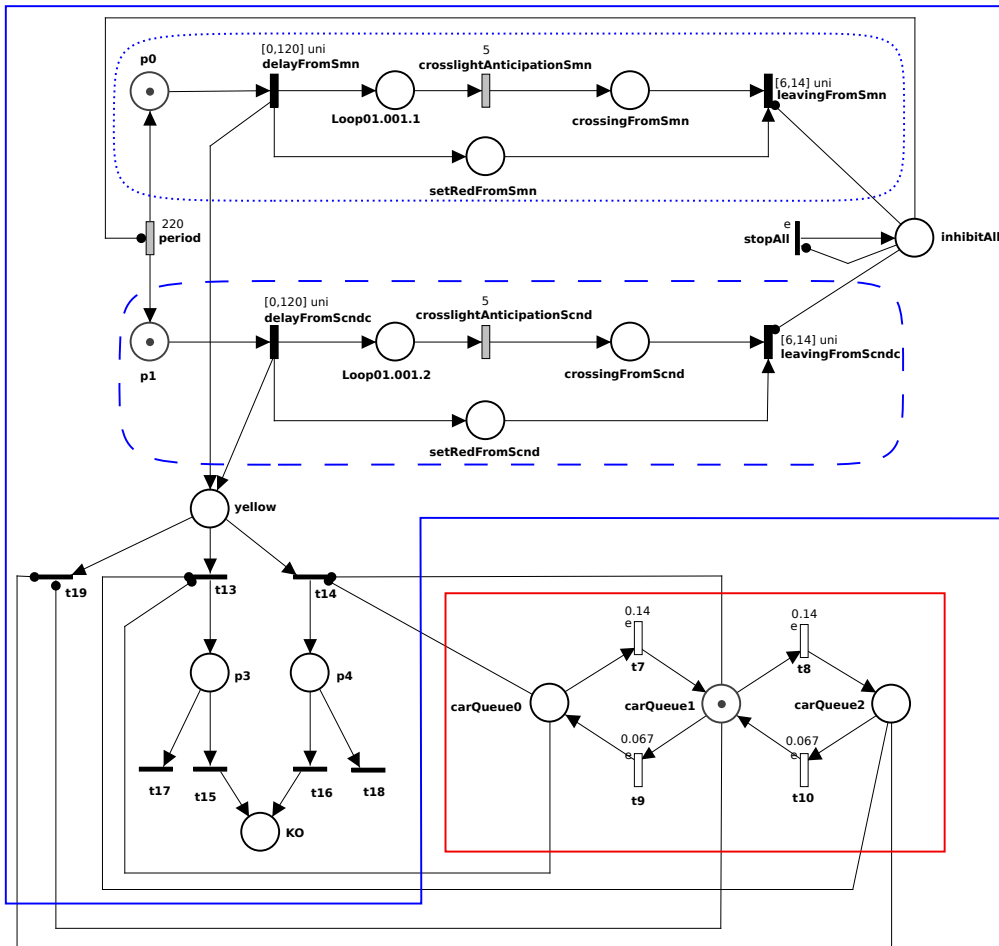 [0,120] uni
p0
delayFromSmn
5
crosslightAnticipationSmn
[6,14] uni
leavingFromSmn
Loop01.001.1
crossingFromSmn
setRedFromSmn
220
period
e
stopAll
inhibitAll
[0,120] uni
delayFromScndc
5
crosslightAnticipationScnd
[6,14] uni
leavingFromScndc
p1
Loop01.001.2
crossingFromScnd
setRedFromScnd
yellow
t19
t13
t14
0.14
e
t7
0.14
e
t8
p3
p4
carQueue0
carQueue1
carQueue2
0.067
e
t9
0.067
e
t10
t17
t15
t16
t18
KO